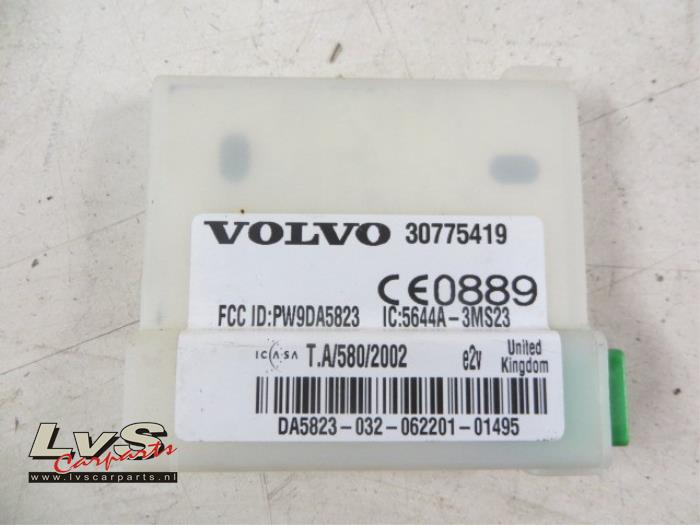 VOLVO 30775419
CE0889
FCC ID:PW9DA5823 IC:5644A-3MS23
ICASA T.A/580/2002 e2v United Kingdom
DA5823-032-062201-01495
LvS
Carparts
www.lvscarparts.nl